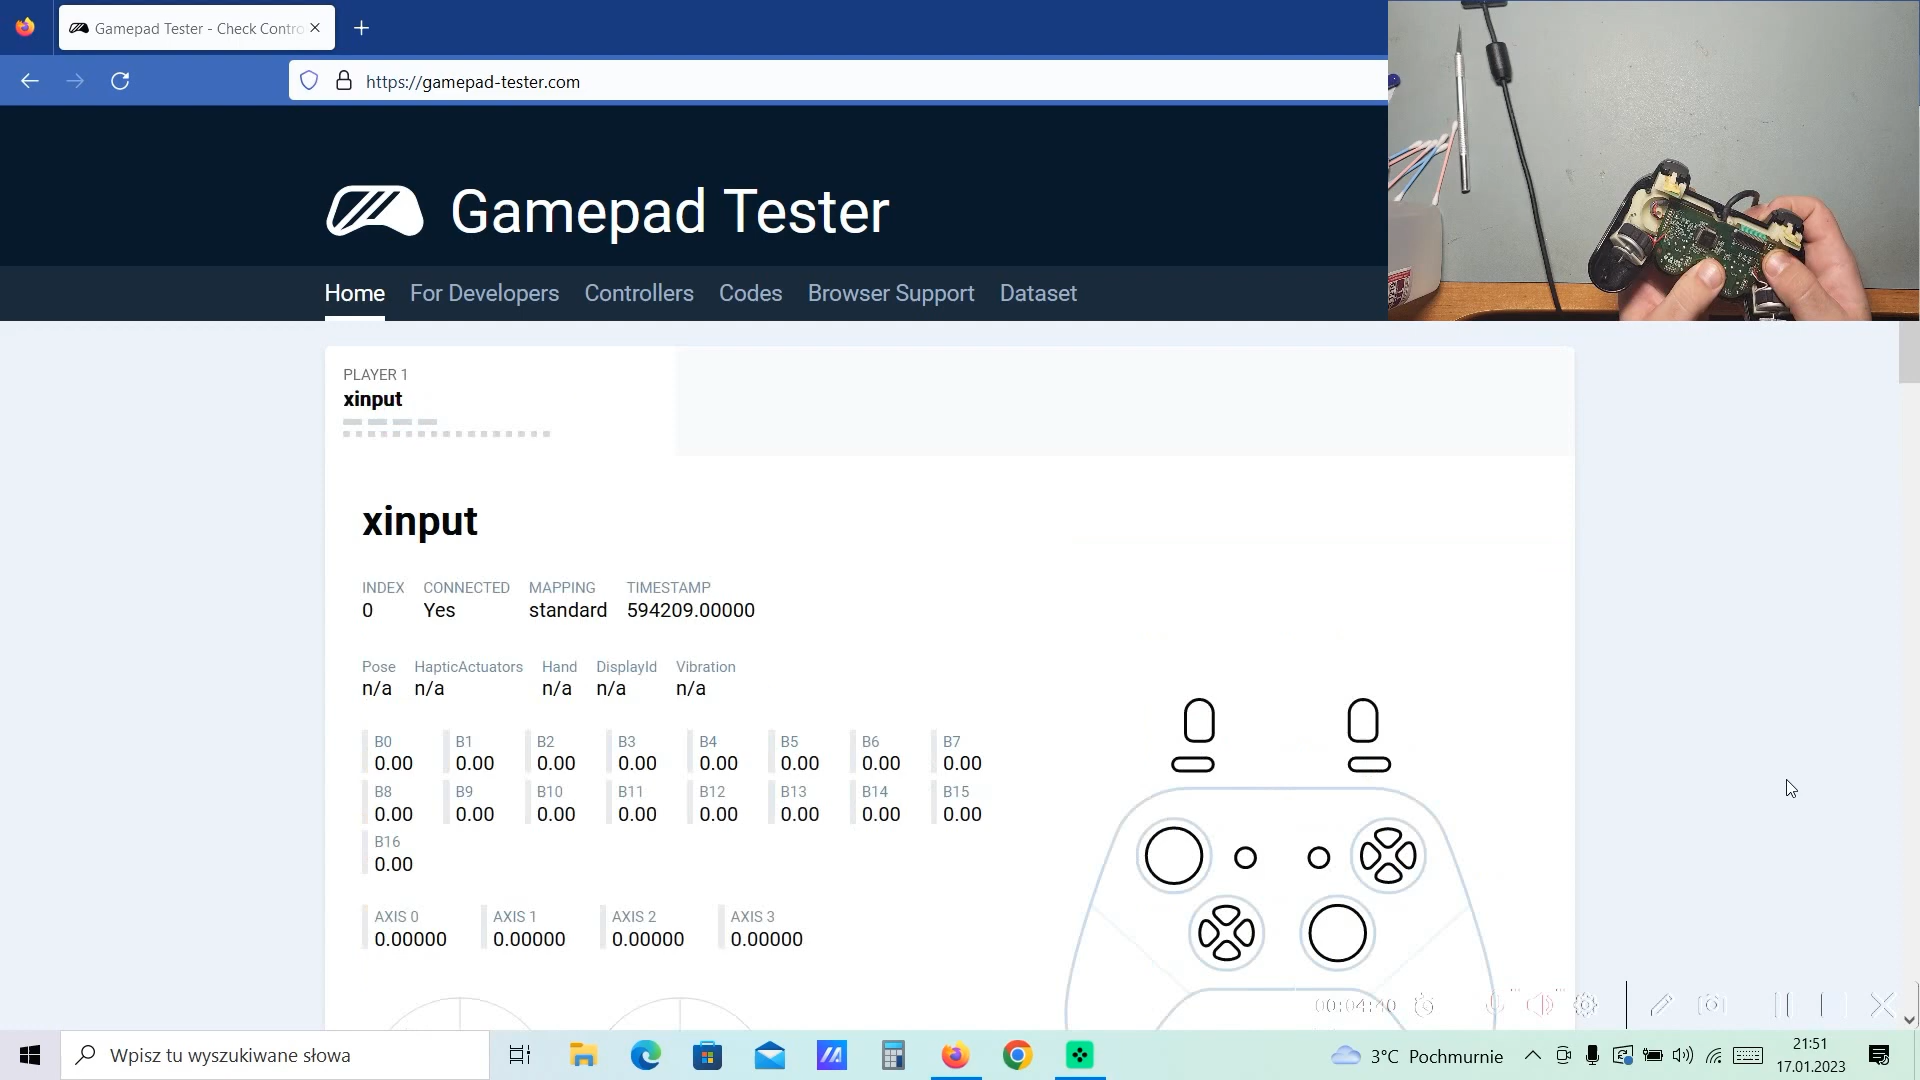 Gamepad Tester - Check Contro
https://gamepad-tester.com
Gamepad Tester
Home For Developers Controllers Codes Browser Support Dataset
PLAYER 1
xinput
xinput
INDEX CONNECTED MAPPING TIMESTAMP
0 Yes standard 594209.00000
Pose HapticActuators Hand DisplayId Vibration
n/a n/a n/a n/a n/a
B0 B1 B2 B3 B4 B5 B6 B7
0.00 0.00 0.00 0.00 0.00 0.00 0.00 0.00
B8 B9 B10 B11 B12 B13 B14 B15
0.00 0.00 0.00 0.00 0.00 0.00 0.00 0.00
B16
0.00
AXIS 0 AXIS 1 AXIS 2 AXIS 3
0.00000 0.00000 0.00000 0.00000
00:04:40
Wpisz tu wyszukiwane słowa
3°C Pochmurnie
21:51
17.01.2023